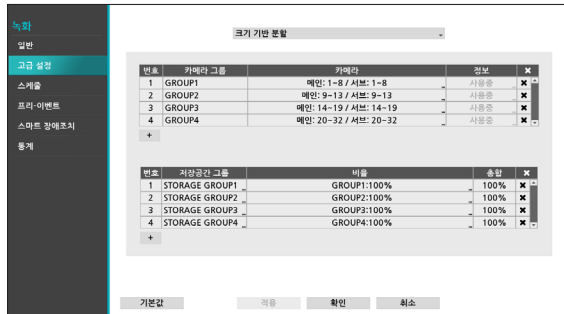 녹화
일반
고급 설정
스케줄
프리-이벤트
스마트 장애조치
통계
크기 기반 분할
번호 카메라 그룹 카메라 정보 ✖
1 GROUP1 메인: 1~8 / 서브: 1~8 사용중 ✖
2 GROUP2 메인: 9~13 / 서브: 9~13 사용중 ✖
3 GROUP3 메인: 14~19 / 서브: 14~19 사용중 ✖
4 GROUP4 메인: 20~32 / 서브: 20~32 사용중 ✖
+
번호 저장공간 그룹 비율 총합 ✖
1 STORAGE GROUP1 GROUP1:100% 100% ✖
2 STORAGE GROUP2 GROUP2:100% 100% ✖
3 STORAGE GROUP3 GROUP3:100% 100% ✖
4 STORAGE GROUP4 GROUP4:100% 100% ✖
+
기본값 적용 확인 취소